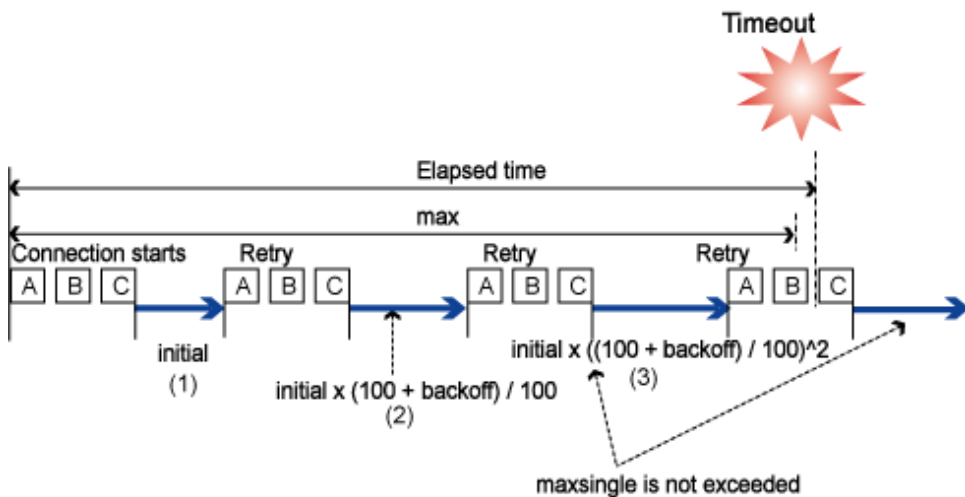 Timeout
Elapsed time
max
Connection starts Retry Retry Retry
A B C A B C A B C A B C
initial
(1)
initial x (100 + backoff) / 100
(2)
initial x ((100 + backoff) / 100)^2
(3)
maxsingle is not exceeded